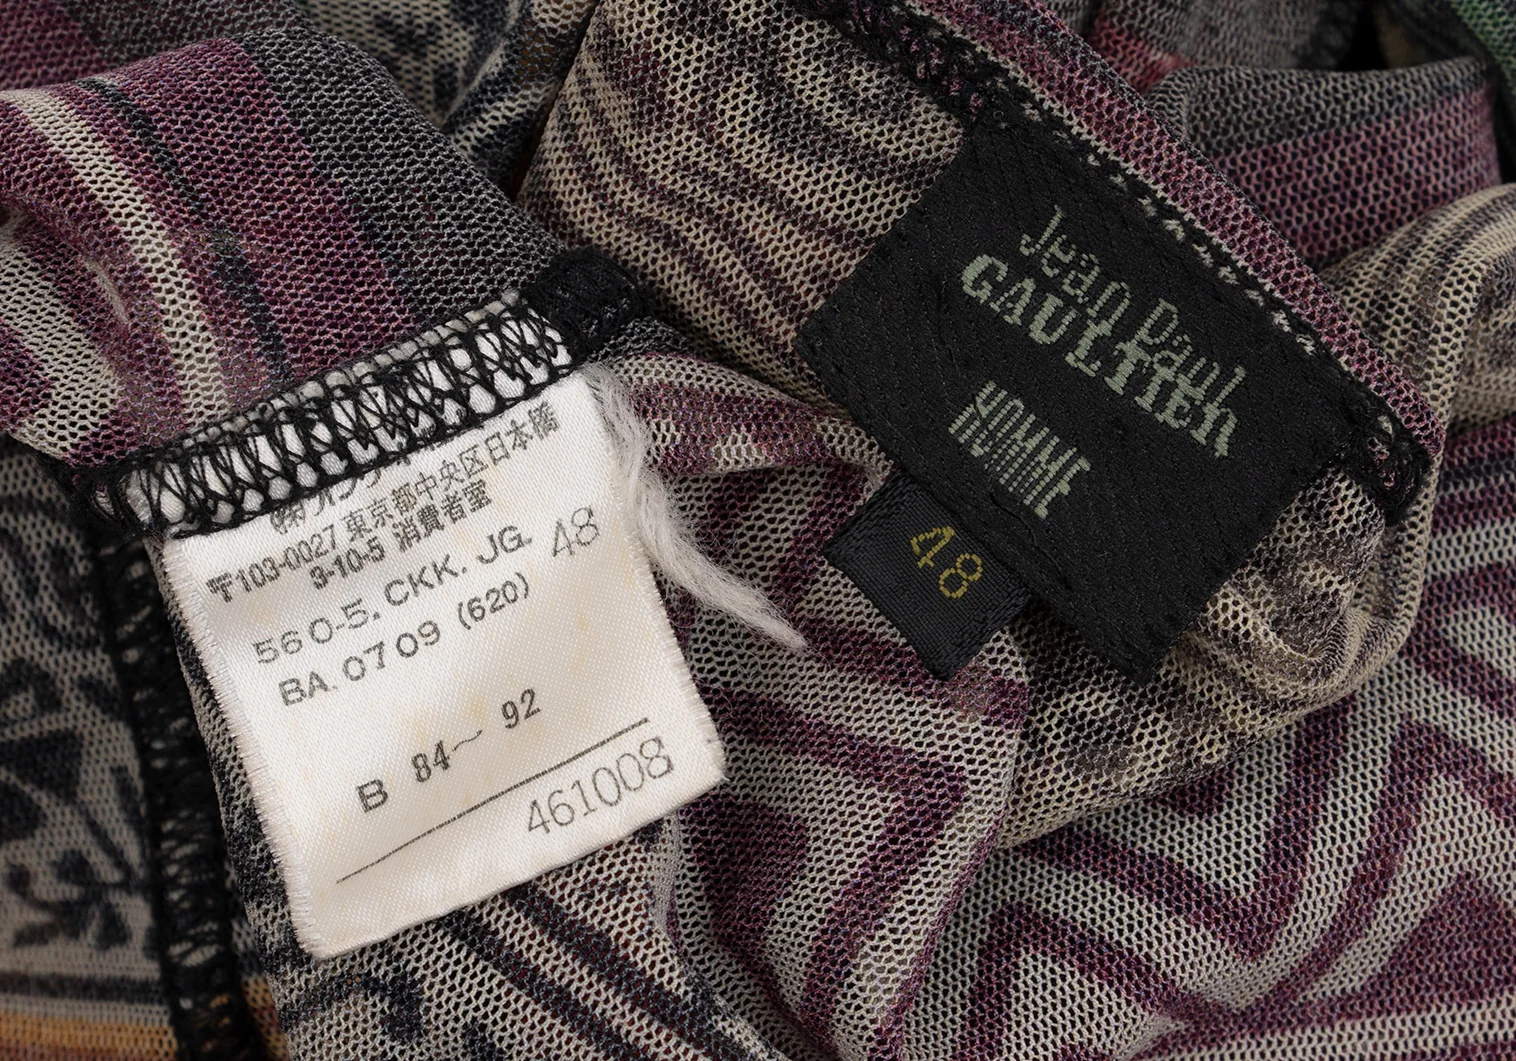 〒103-0027 東京都中央区日本橋
3-10-5 消費者室
560-5. CKK. JG. 48
BA. 0709 (620)
B 84～92
461008
Jean Paul
GAULTIER
HOMME
48